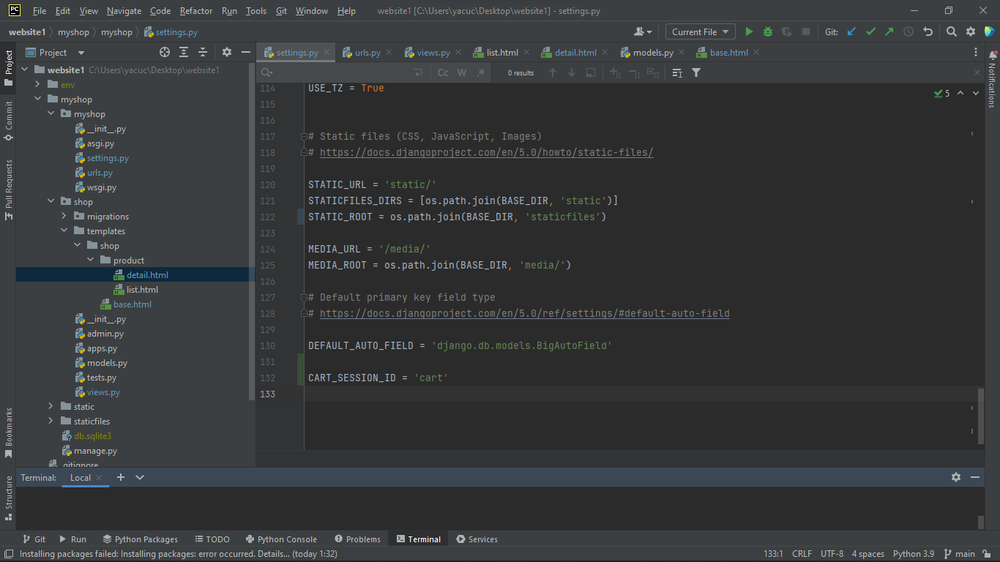 PC File Edit View Navigate Code Refactor Run Tools Git Window Help website1 [C:\Users\yacuc\Desktop\website1] - settings.py
website1 myshop myshop settings.py Current File Git:
Project settings.py urls.py views.py list.html detail.html models.py base.html
Cc W .* 0 results
Project
Commit
Pull Requests
Bookmarks
Structure
Notifications
website1 C:\Users\yacuc\Desktop\website1
env
myshop
myshop
__init__.py
asgi.py
settings.py
urls.py
wsgi.py
shop
migrations
templates
shop
product
detail.html
list.html
base.html
__init__.py
admin.py
apps.py
models.py
tests.py
views.py
static
staticfiles
db.sqlite3
manage.py
.gitignore
5
114 USE_TZ = True
115
116
117 # Static files (CSS, JavaScript, Images)
118 # https://docs.djangoproject.com/en/5.0/howto/static-files/
119
120 STATIC_URL = 'static/'
121 STATICFILES_DIRS = [os.path.join(BASE_DIR, 'static')]
122 STATIC_ROOT = os.path.join(BASE_DIR, 'staticfiles')
123
124 MEDIA_URL = '/media/'
125 MEDIA_ROOT = os.path.join(BASE_DIR, 'media/')
126
127 # Default primary key field type
128 # https://docs.djangoproject.com/en/5.0/ref/settings/#default-auto-field
129
130 DEFAULT_AUTO_FIELD = 'django.db.models.BigAutoField'
131
132 CART_SESSION_ID = 'cart'
133
Terminal: Local
Git Run Python Packages TODO Python Console Problems Terminal Services
Installing packages failed: Installing packages: error occurred. Details... (today 1:32) 133:1 CRLF UTF-8 4 spaces Python 3.9 main